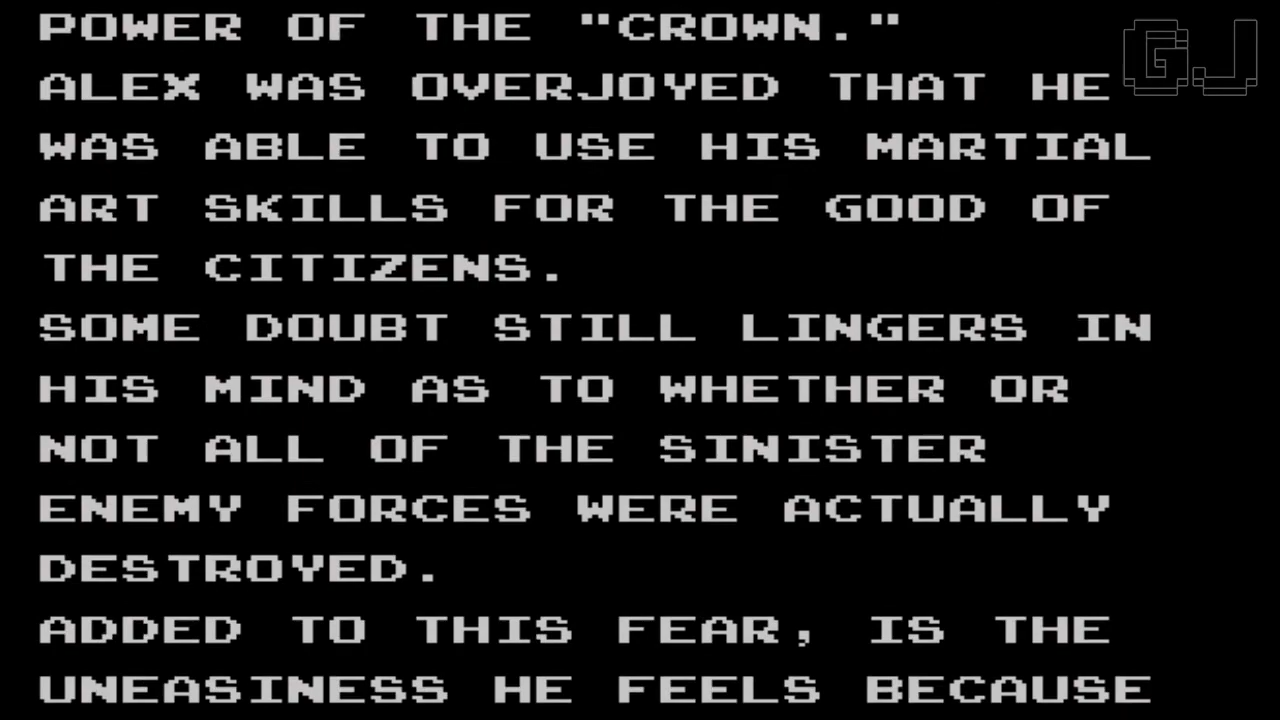 POWER OF THE "CROWN."
GJ
ALEX WAS OVERJOYED THAT HE
WAS ABLE TO USE HIS MARTIAL
ART SKILLS FOR THE GOOD OF
THE CITIZENS.
SOME DOUBT STILL LINGERS IN
HIS MIND AS TO WHETHER OR
NOT ALL OF THE SINISTER
ENEMY FORCES WERE ACTUALLY
DESTROYED.
ADDED TO THIS FEAR, IS THE
UNEASINESS HE FEELS BECAUSE